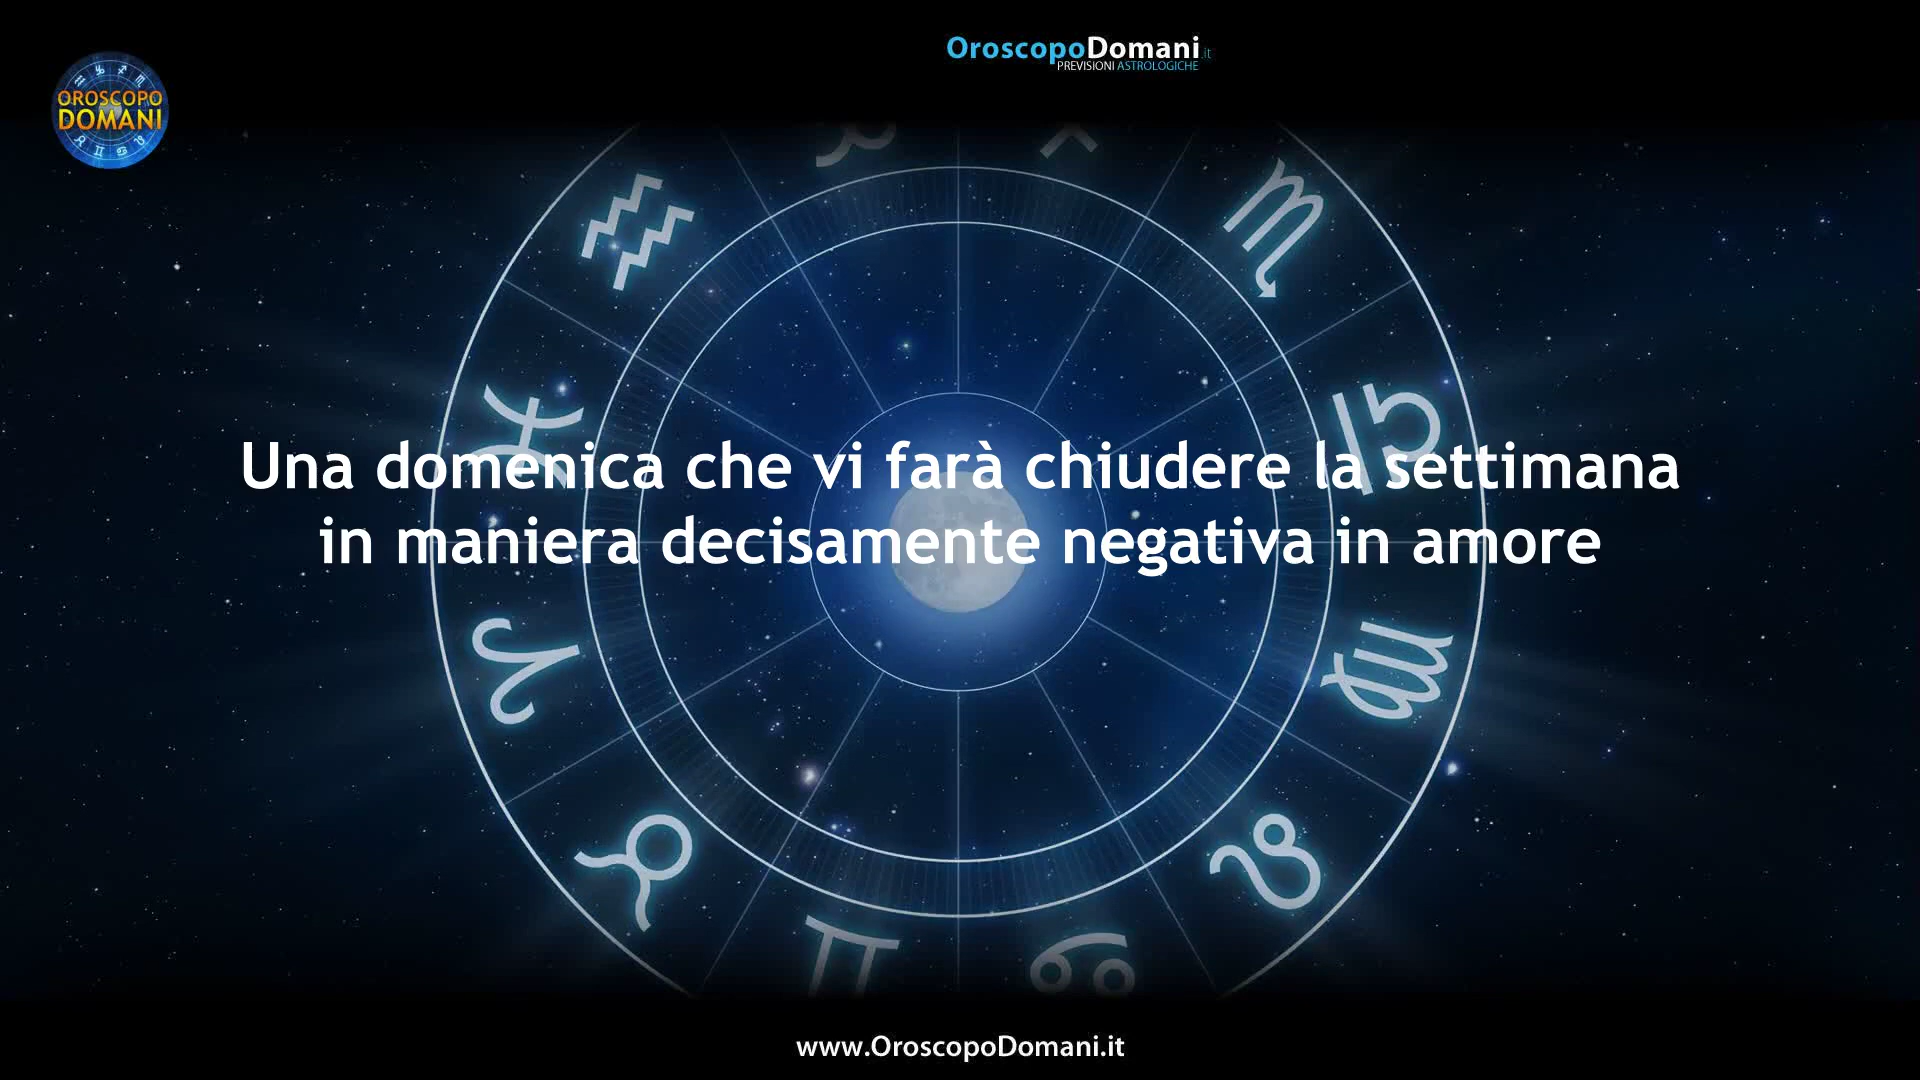 OroscopoDomani.it
PREVISIONI ASTROLOGICHE
OROSCOPO
DOMANI
Una domenica che vi farà chiudere la settimana
in maniera decisamente negativa in amore
www.OroscopoDomani.it